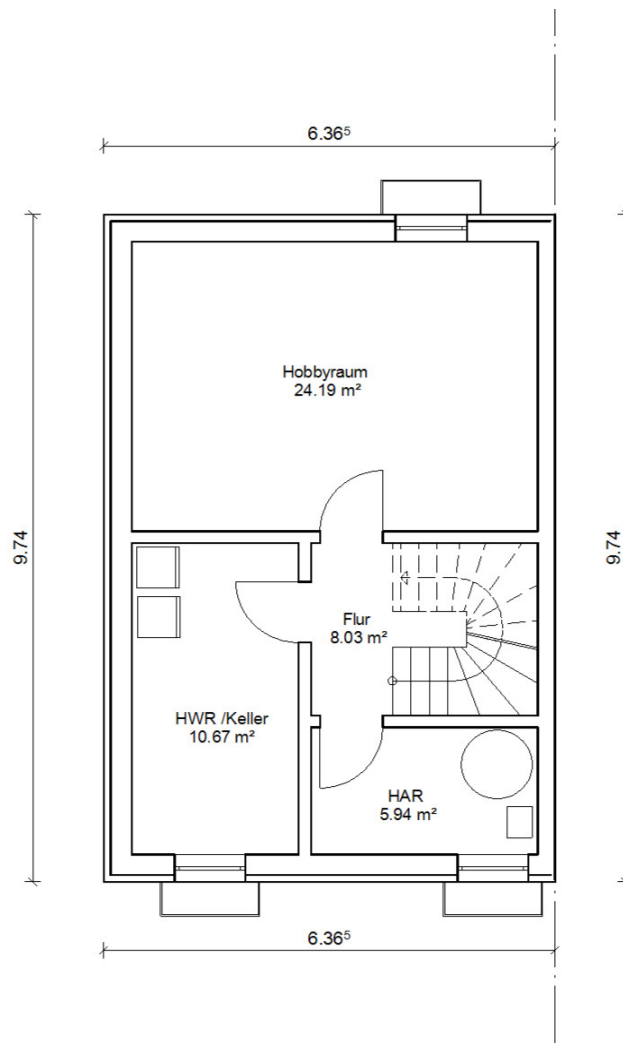 6.36⁵
Hobbyraum
24.19 m²
9.74
9.74
Flur
8.03 m²
HWR /Keller
10.67 m²
HAR
5.94 m²
6.36⁵